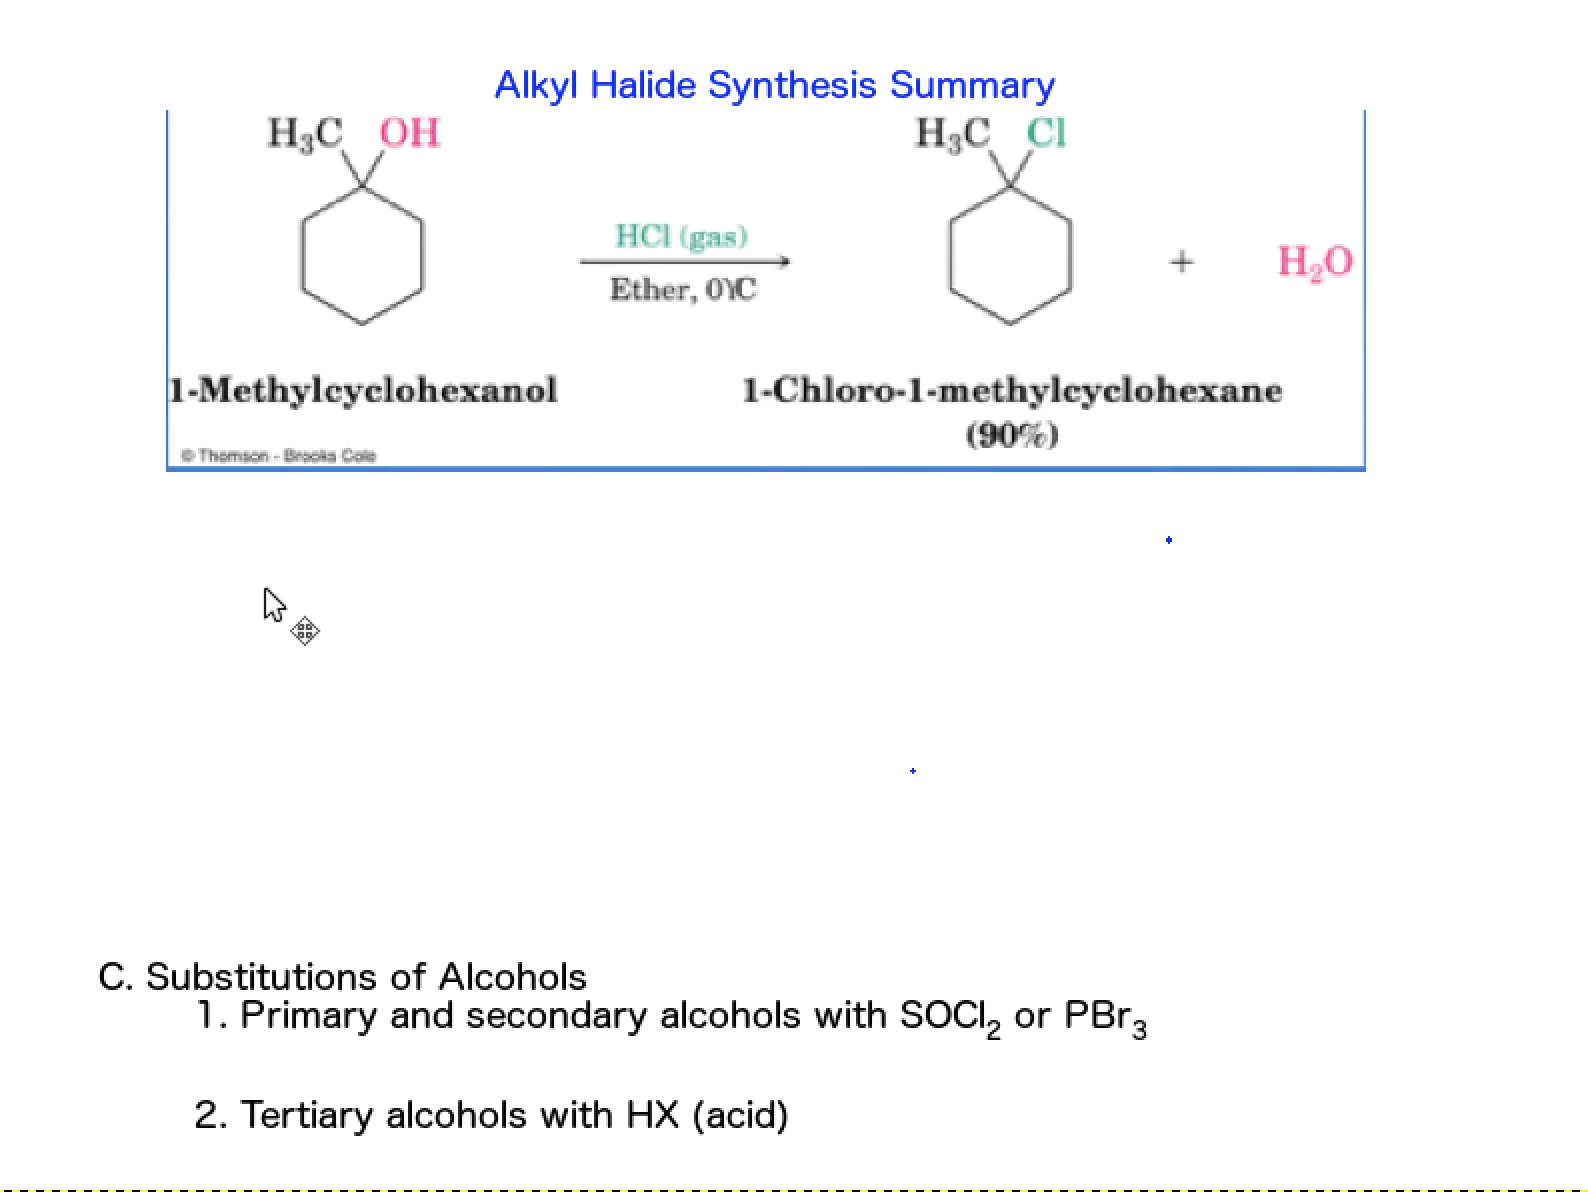 Alkyl Halide Synthesis Summary
H₃C OH
H₃C Cl
HCl (gas)
Ether, 0)C
+ H₂O
1-Methylcyclohexanol
1-Chloro-1-methylcyclohexane
(90%)
© Thomson - Brooks Cole
C. Substitutions of Alcohols
1. Primary and secondary alcohols with SOCl₂ or PBr₃
2. Tertiary alcohols with HX (acid)